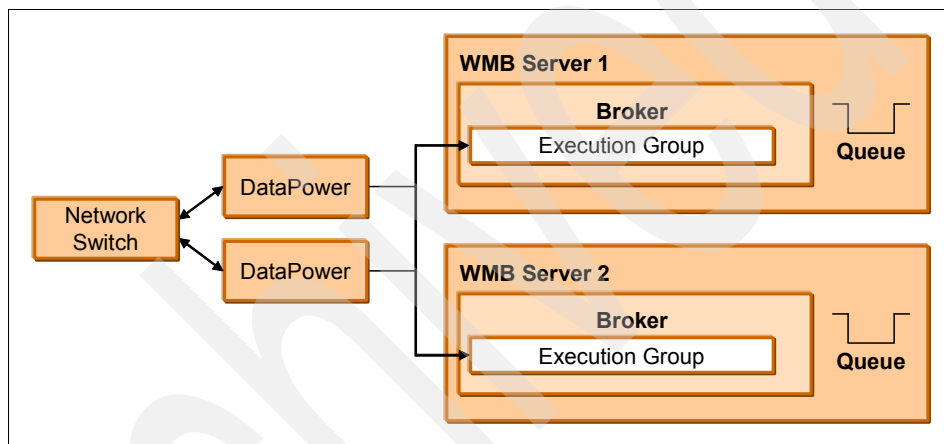 WMB Server 1
Broker
Execution Group
Queue
DataPower
Network
Switch
DataPower
WMB Server 2
Broker
Execution Group
Queue